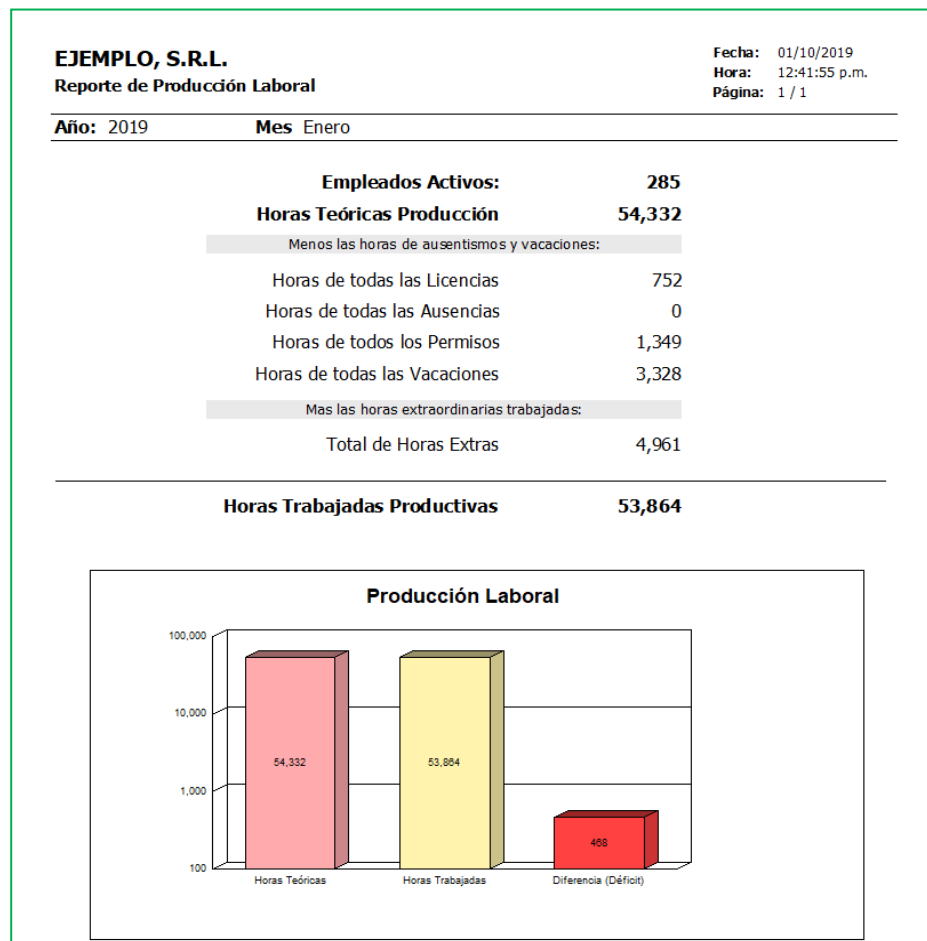 EJEMPLO, S.R.L.
Reporte de Producción Laboral
Fecha: 01/10/2019
Hora: 12:41:55 p.m.
Página: 1 / 1
Año: 2019 Mes Enero
Empleados Activos: 285
Horas Teóricas Producción 54,332
Menos las horas de ausentismos y vacaciones:
Horas de todas las Licencias 752
Horas de todas las Ausencias 0
Horas de todos los Permisos 1,349
Horas de todas las Vacaciones 3,328
Mas las horas extraordinarias trabajadas:
Total de Horas Extras 4,961
Horas Trabajadas Productivas 53,864
Producción Laboral
100,000
10,000
1,000
100
54,332
53,864
468
Horas Teóricas
Horas Trabajadas
Diferencia (Déficit)